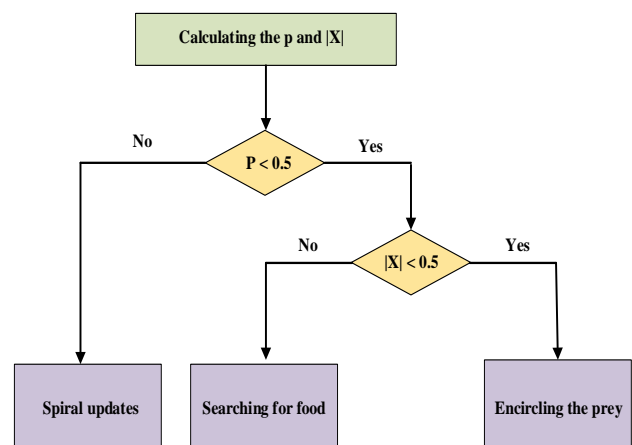 Calculating the p and |X|
No
Yes
P < 0.5
No
Yes
|X| < 0.5
Spiral updates
Searching for food
Encircling the prey